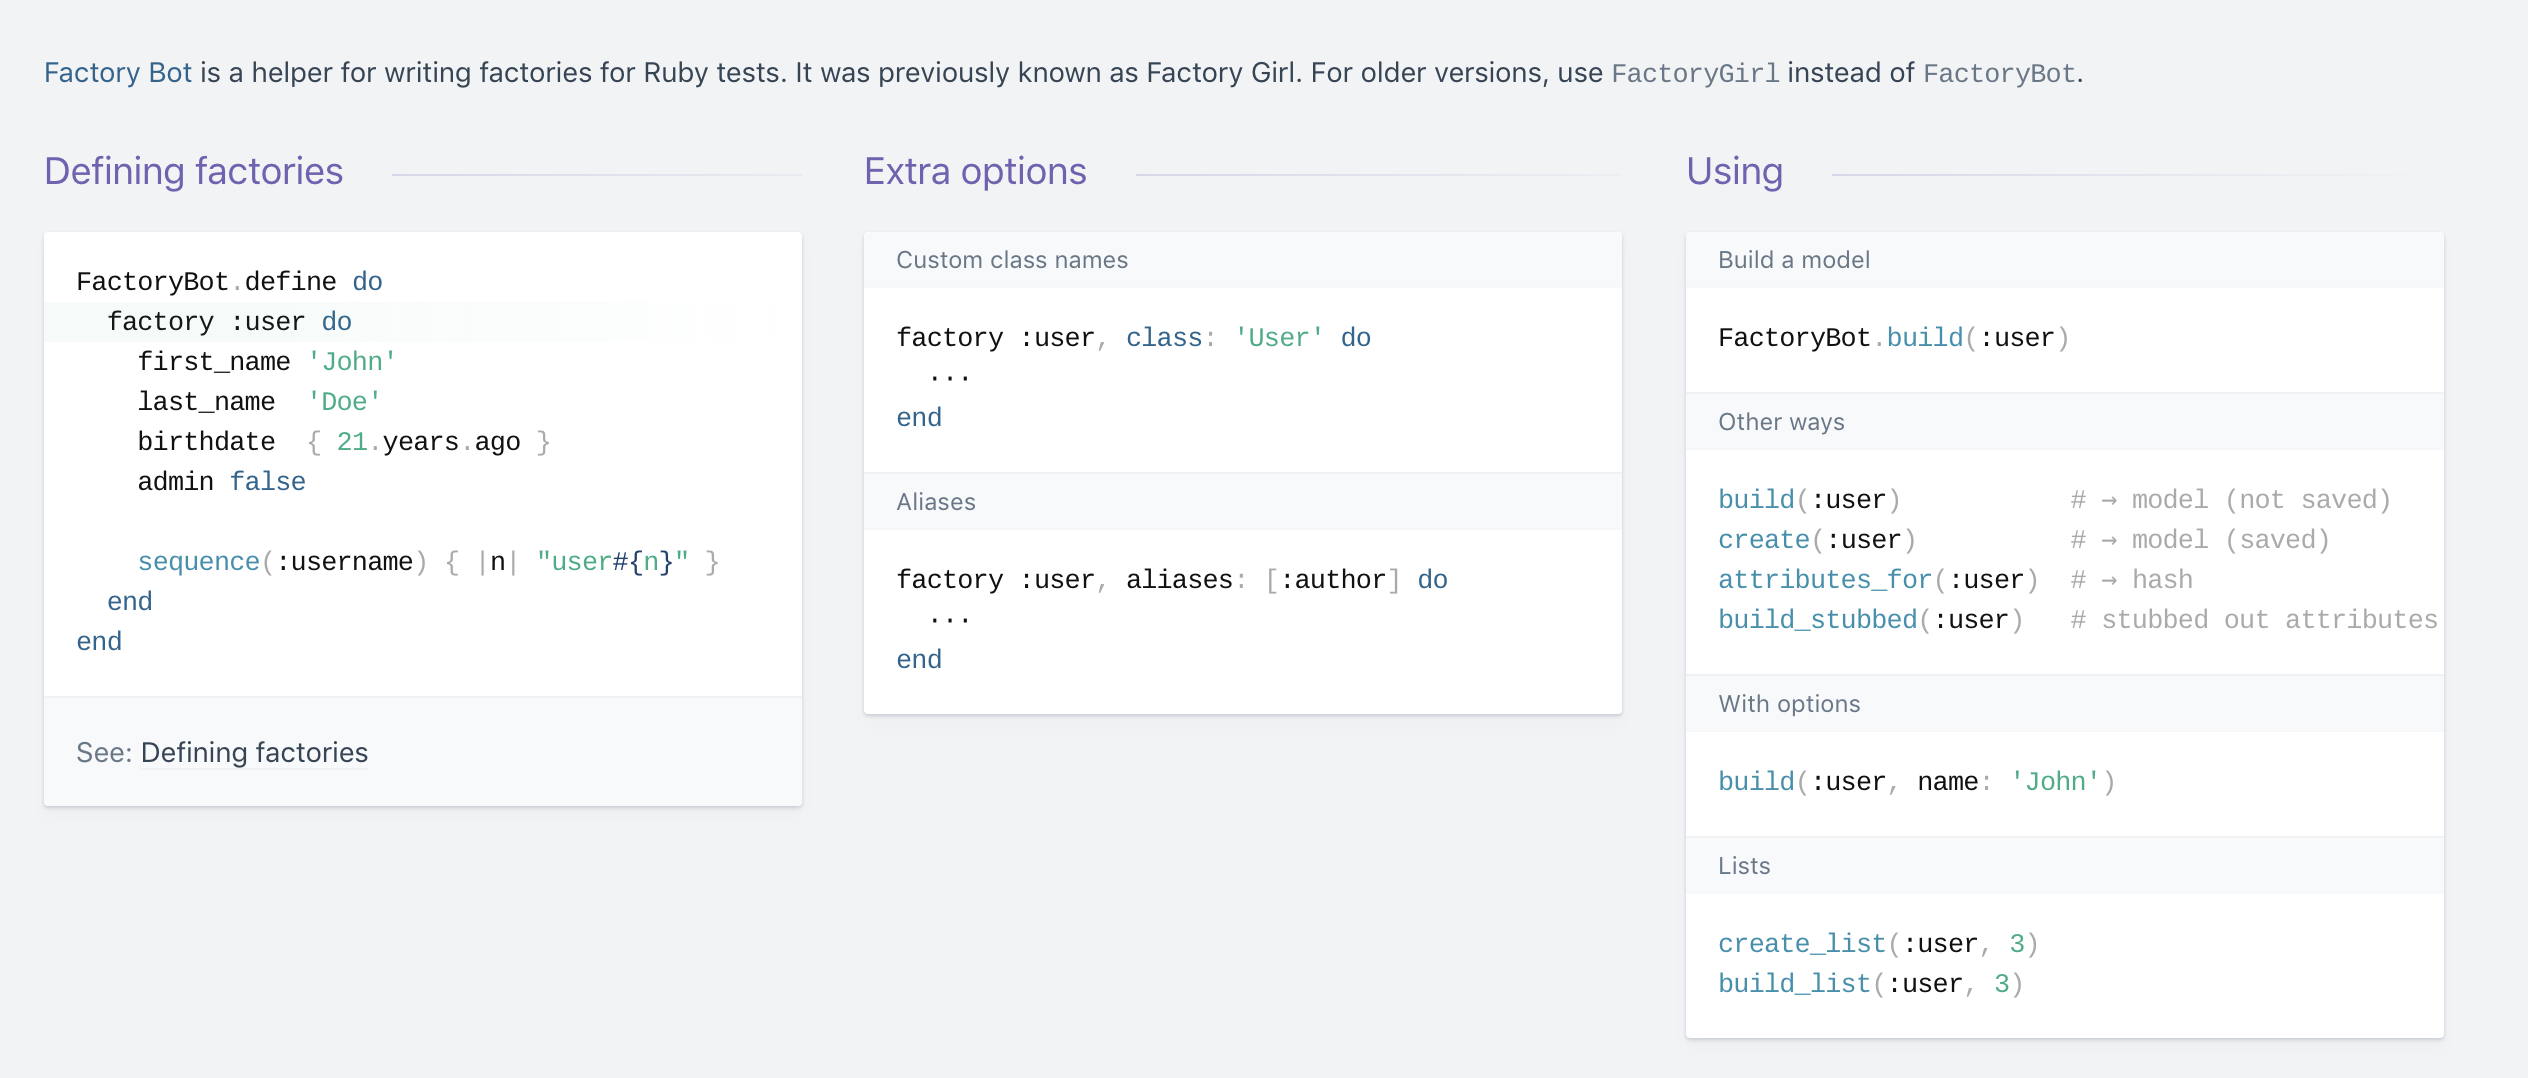 Factory Bot is a helper for writing factories for Ruby tests. It was previously known as Factory Girl. For older versions, use FactoryGirl instead of FactoryBot.
Defining factories
FactoryBot.define do
  factory :user do
    first_name 'John'
    last_name  'Doe'
    birthdate  { 21.years.ago }
    admin false

    sequence(:username) { |n| "user#{n}" }
  end
end
See: Defining factories
Extra options
Custom class names
factory :user, class: 'User' do
  ...
end
Aliases
factory :user, aliases: [:author] do
  ...
end
Using
Build a model
FactoryBot.build(:user)
Other ways
build(:user)           # → model (not saved)
create(:user)          # → model (saved)
attributes_for(:user)  # → hash
build_stubbed(:user)   # stubbed out attributes
With options
build(:user, name: 'John')
Lists
create_list(:user, 3)
build_list(:user, 3)